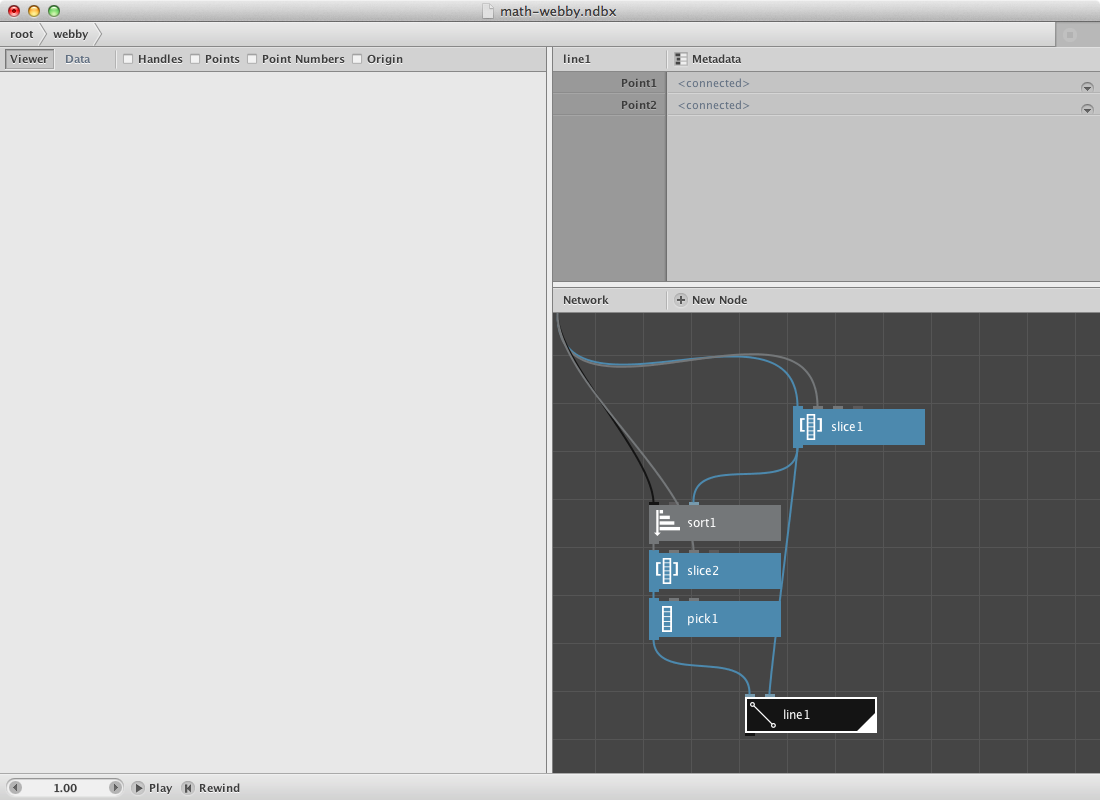 math-webby.ndbx
root webby
Viewer Data Handles Points Point Numbers Origin
line1 Metadata
Point1 <connected>
Point2 <connected>
Network New Node
slice1
sort1
slice2
pick1
line1
1.00 Play Rewind